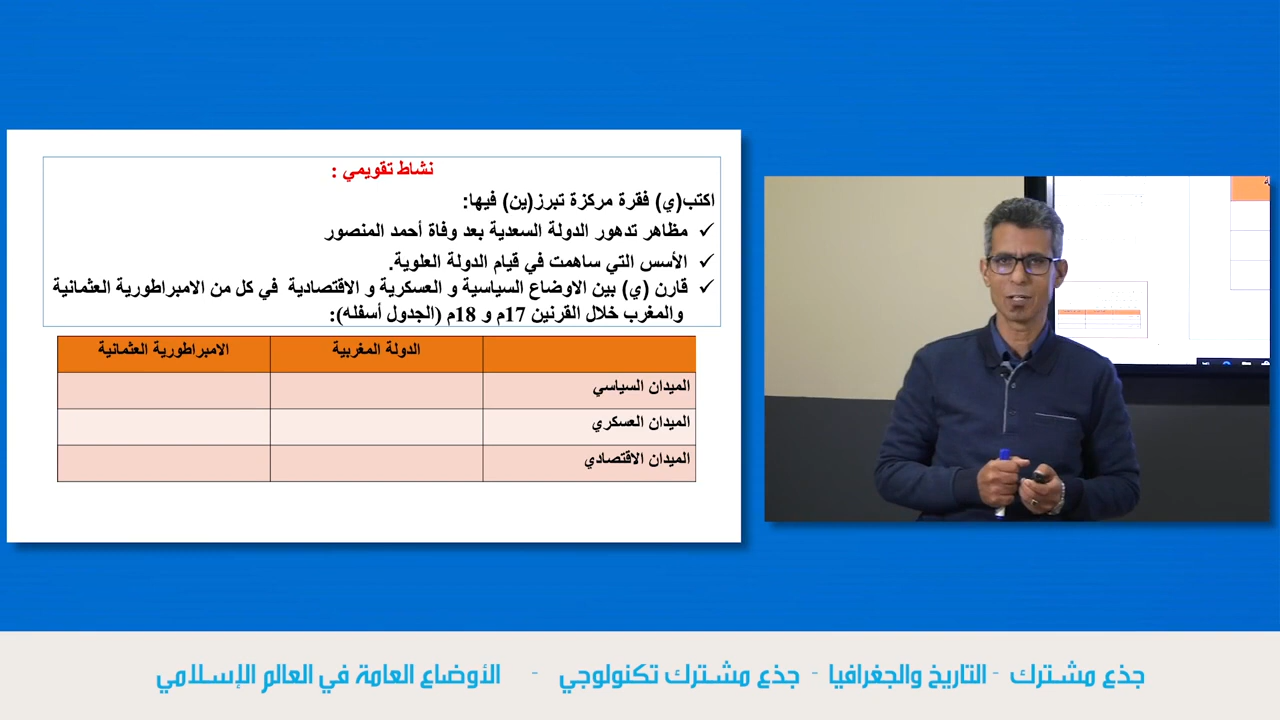 نشاط تقويمي :
اكتب(ي) فقرة مركزة تبرز(ين) فيها:
✓ مظاهر تدهور الدولة السعدية بعد وفاة أحمد المنصور
✓ الأسس التي ساهمت في قيام الدولة العلوية.
✓ قارن (ي) بين الاوضاع السياسية و العسكرية و الاقتصادية في كل من الامبراطورية العثمانية
والمغرب خلال القرنين 17م و 18م (الجدول أسفله):
الدولة المغربية الامبراطورية العثمانية
الميدان السياسي
الميدان العسكري
الميدان الاقتصادي
جذع مشترك - التاريخ والجغرافيا - جذع مشترك تكنولوجي - الأوضاع العامة في العالم الإسلامي